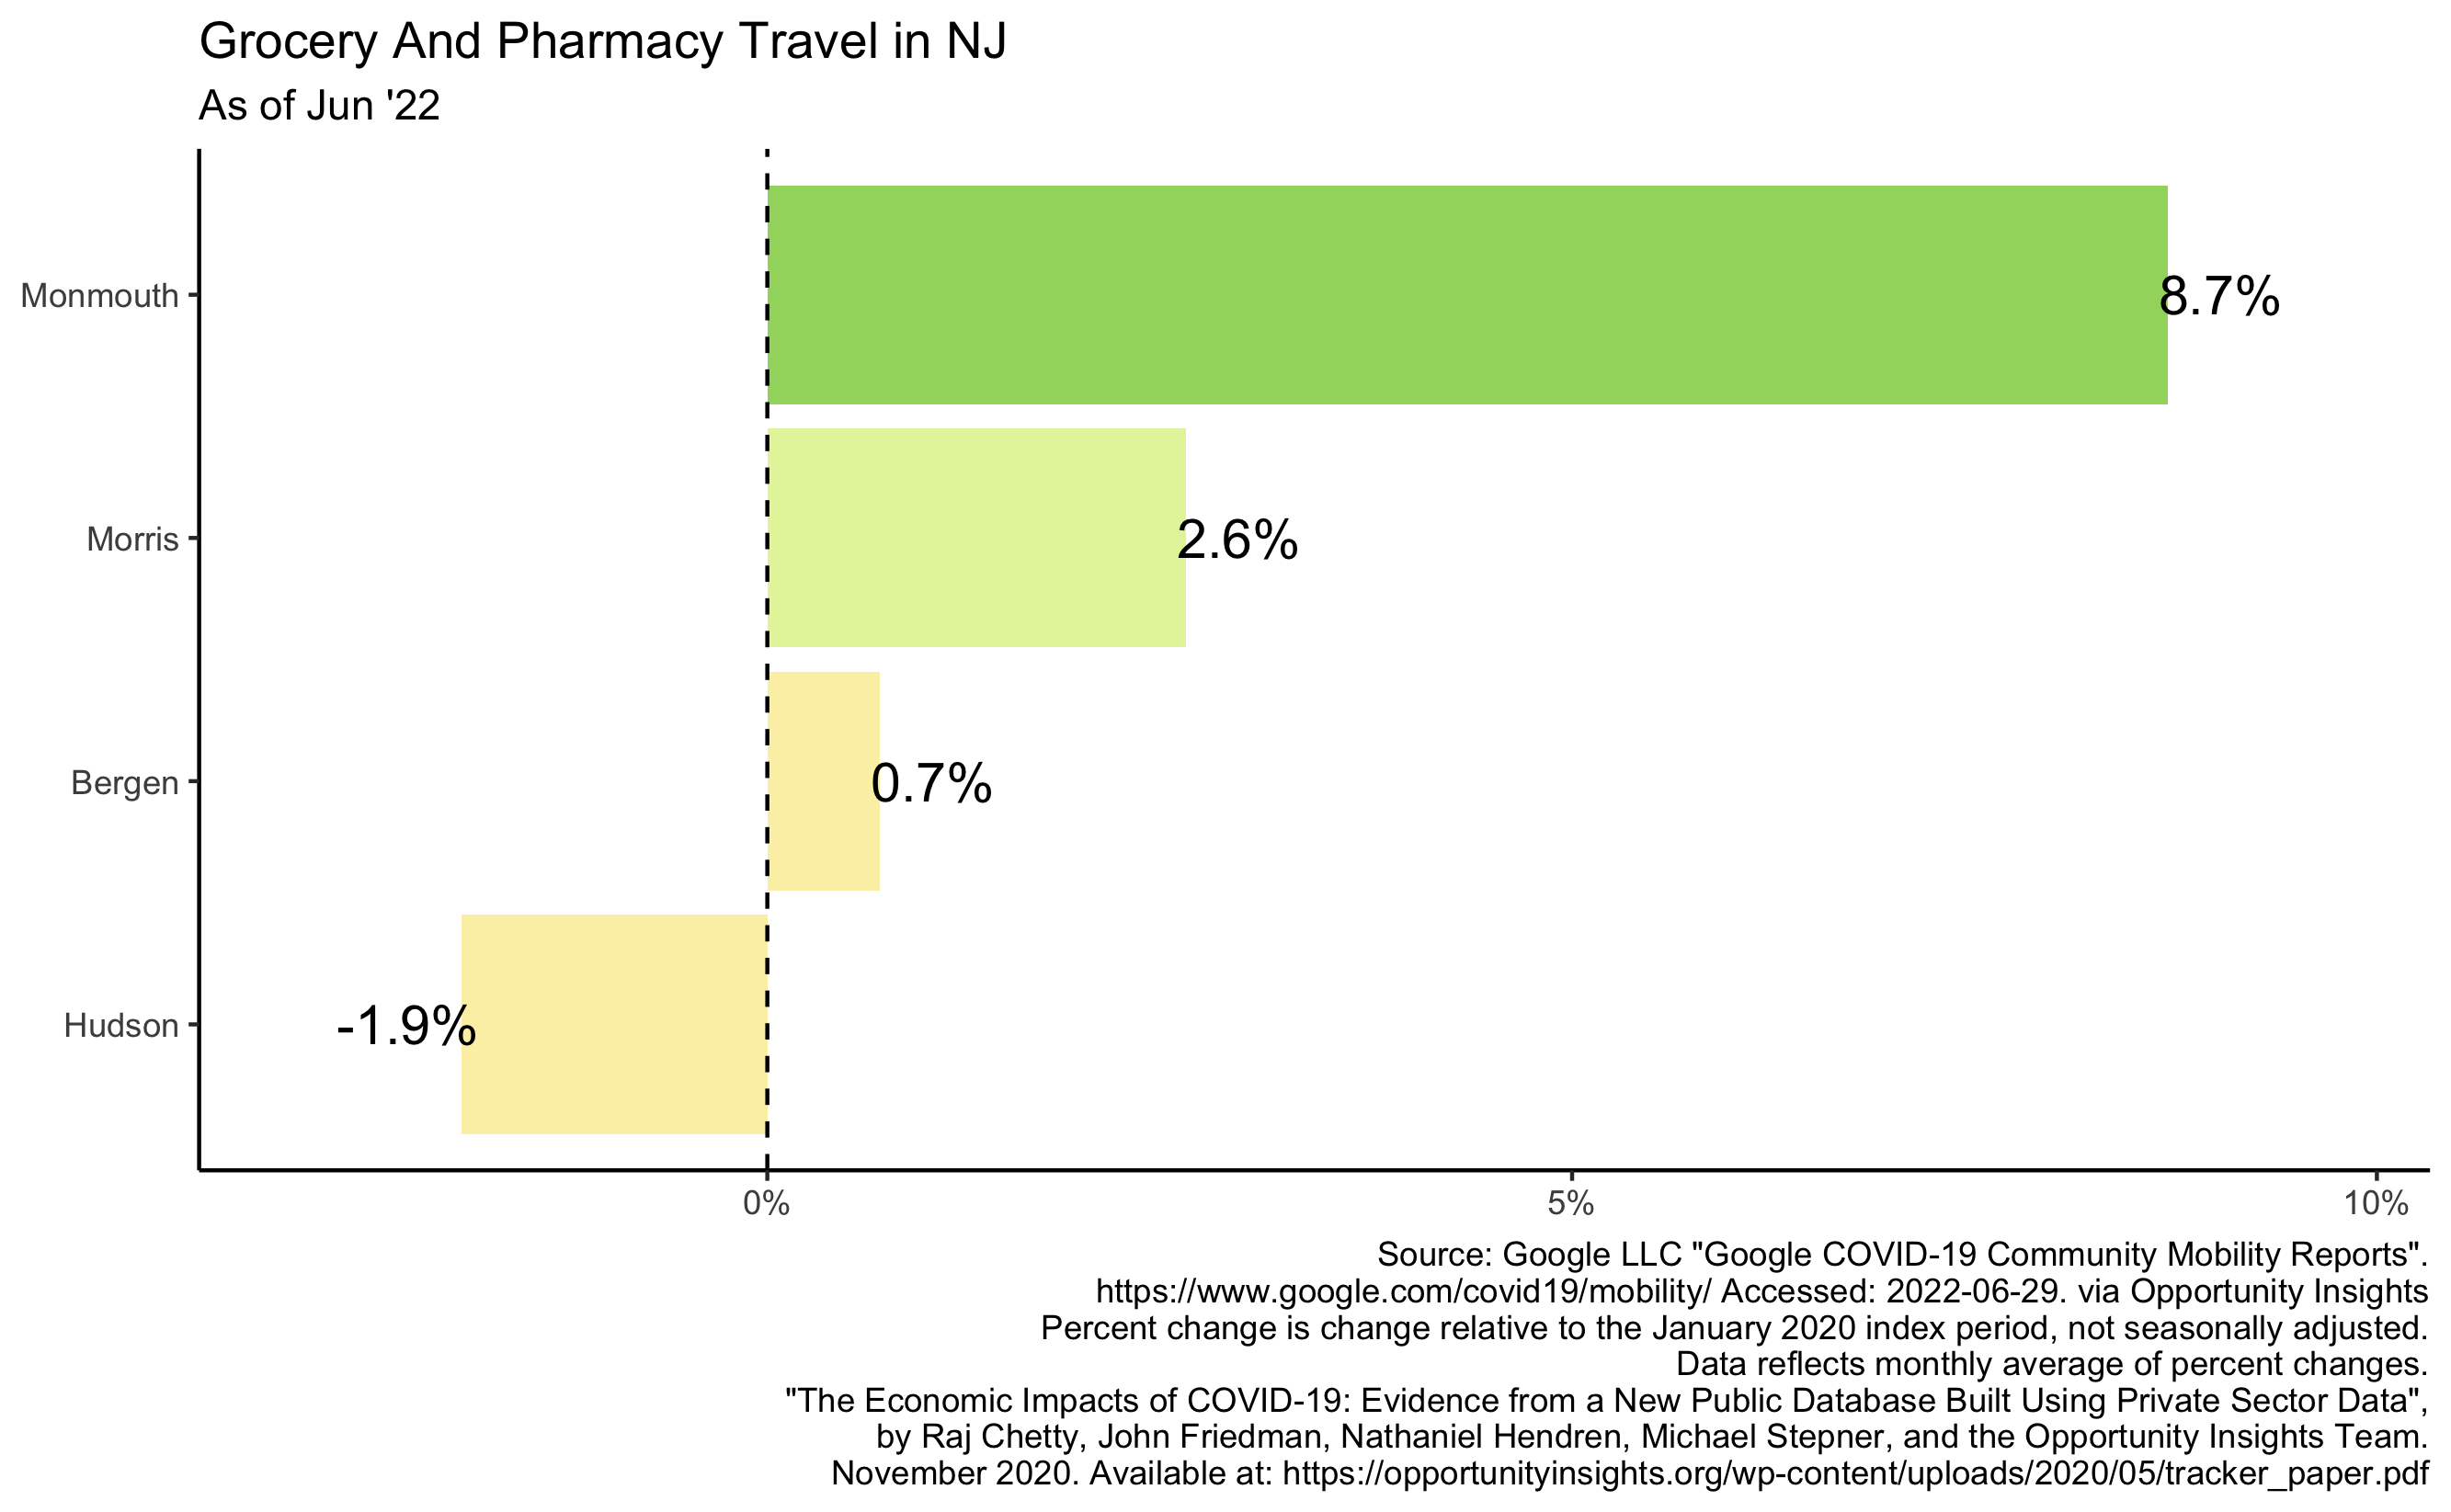 Grocery And Pharmacy Travel in NJ
As of Jun '22
Monmouth
8.7%
Morris
2.6%
Bergen
0.7%
Hudson
-1.9%
0%
5%
10%
Source: Google LLC "Google COVID-19 Community Mobility Reports".
https://www.google.com/covid19/mobility/ Accessed: 2022-06-29. via Opportunity Insights
Percent change is change relative to the January 2020 index period, not seasonally adjusted.
Data reflects monthly average of percent changes.
"The Economic Impacts of COVID-19: Evidence from a New Public Database Built Using Private Sector Data",
by Raj Chetty, John Friedman, Nathaniel Hendren, Michael Stepner, and the Opportunity Insights Team.
November 2020. Available at: https://opportunityinsights.org/wp-content/uploads/2020/05/tracker_paper.pdf